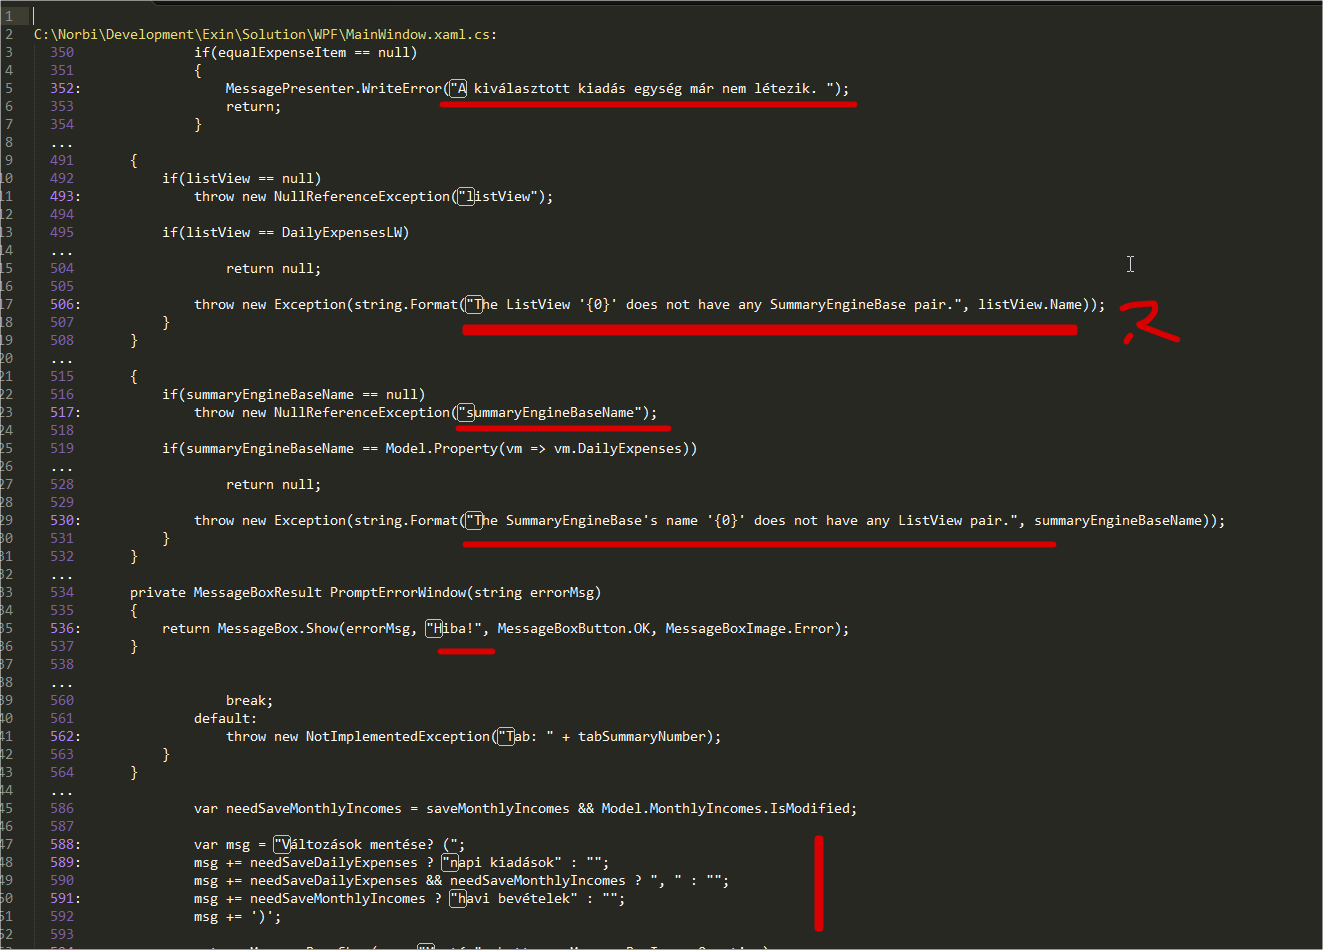 1
2 C:\Norbi\Development\Exin\Solution\WPF\MainWindow.xaml.cs:
3 350 if(equalExpenseItem == null)
4 351 {
5 352: MessagePresenter.WriteError("A kiválasztott kiadás egység már nem létezik. ");
6 353 return;
7 354 }
8 ...
9 491 {
10 492 if(listView == null)
11 493: throw new NullReferenceException("listView");
12 494
13 495 if(listView == DailyExpensesLW)
14 ...
15 504 return null;
16 505
17 506: throw new Exception(string.Format("The ListView '{0}' does not have any SummaryEngineBase pair.", listView.Name));
18 507 }
19 508 }
20 ...
21 515 {
22 516 if(summaryEngineBaseName == null)
23 517: throw new NullReferenceException("summaryEngineBaseName");
24 518
25 519 if(summaryEngineBaseName == Model.Property(vm => vm.DailyExpenses))
26 ...
27 528 return null;
28 529
29 530: throw new Exception(string.Format("The SummaryEngineBase's name '{0}' does not have any ListView pair.", summaryEngineBaseName));
30 531 }
31 532 }
32 ...
33 534 private MessageBoxResult PromptErrorWindow(string errorMsg)
34 535 {
35 536: return MessageBox.Show(errorMsg, "Hiba!", MessageBoxButton.OK, MessageBoxImage.Error);
36 537 }
37 538
38 ...
39 560 break;
40 561 default:
41 562: throw new NotImplementedException("Tab: " + tabSummaryNumber);
42 563 }
43 564 }
44 ...
45 586 var needSaveMonthlyIncomes = saveMonthlyIncomes && Model.MonthlyIncomes.IsModified;
46 587
47 588: var msg = "Változások mentése? (";
48 589: msg += needSaveDailyExpenses ? "napi kiadások" : "";
49 590 msg += needSaveDailyExpenses && needSaveMonthlyIncomes ? ", " : "";
50 591: msg += needSaveMonthlyIncomes ? "havi bevételek" : "";
51 592 msg += ')';
52 593